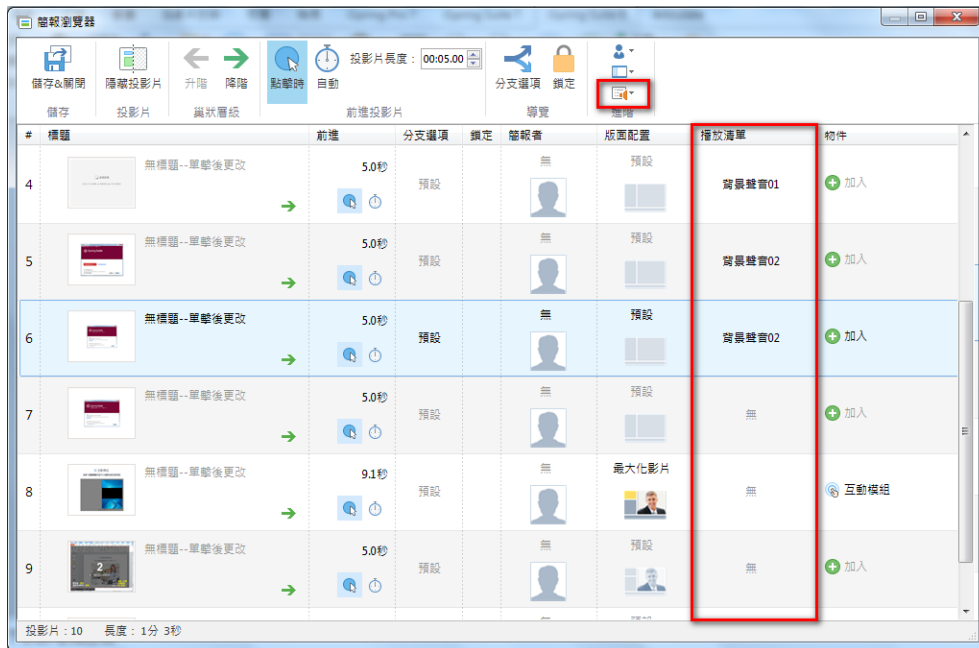 簡報瀏覽器
儲存&關閉 隱藏投影片 升階 降階 點擊時 自動 投影片長度： 00:05.00 分支選項 鎖定
儲存 投影片 巢狀層級 前進投影片 導覽 進階
# 標題 前進 分支選項 鎖定 簡報者 版面配置 播放清單 物件
4 無標題--單擊後更改 5.0秒 預設 無 預設 背景聲音01 加入
5 無標題--單擊後更改 5.0秒 預設 無 預設 背景聲音02 加入
6 無標題--單擊後更改 5.0秒 預設 無 預設 背景聲音02 加入
7 無標題--單擊後更改 5.0秒 預設 無 預設 無 加入
8 無標題--單擊後更改 9.1秒 預設 無 最大化影片 無 互動模組
9 無標題--單擊後更改 5.0秒 預設 無 預設 無 加入
2
投影片：10 長度：1分 3秒